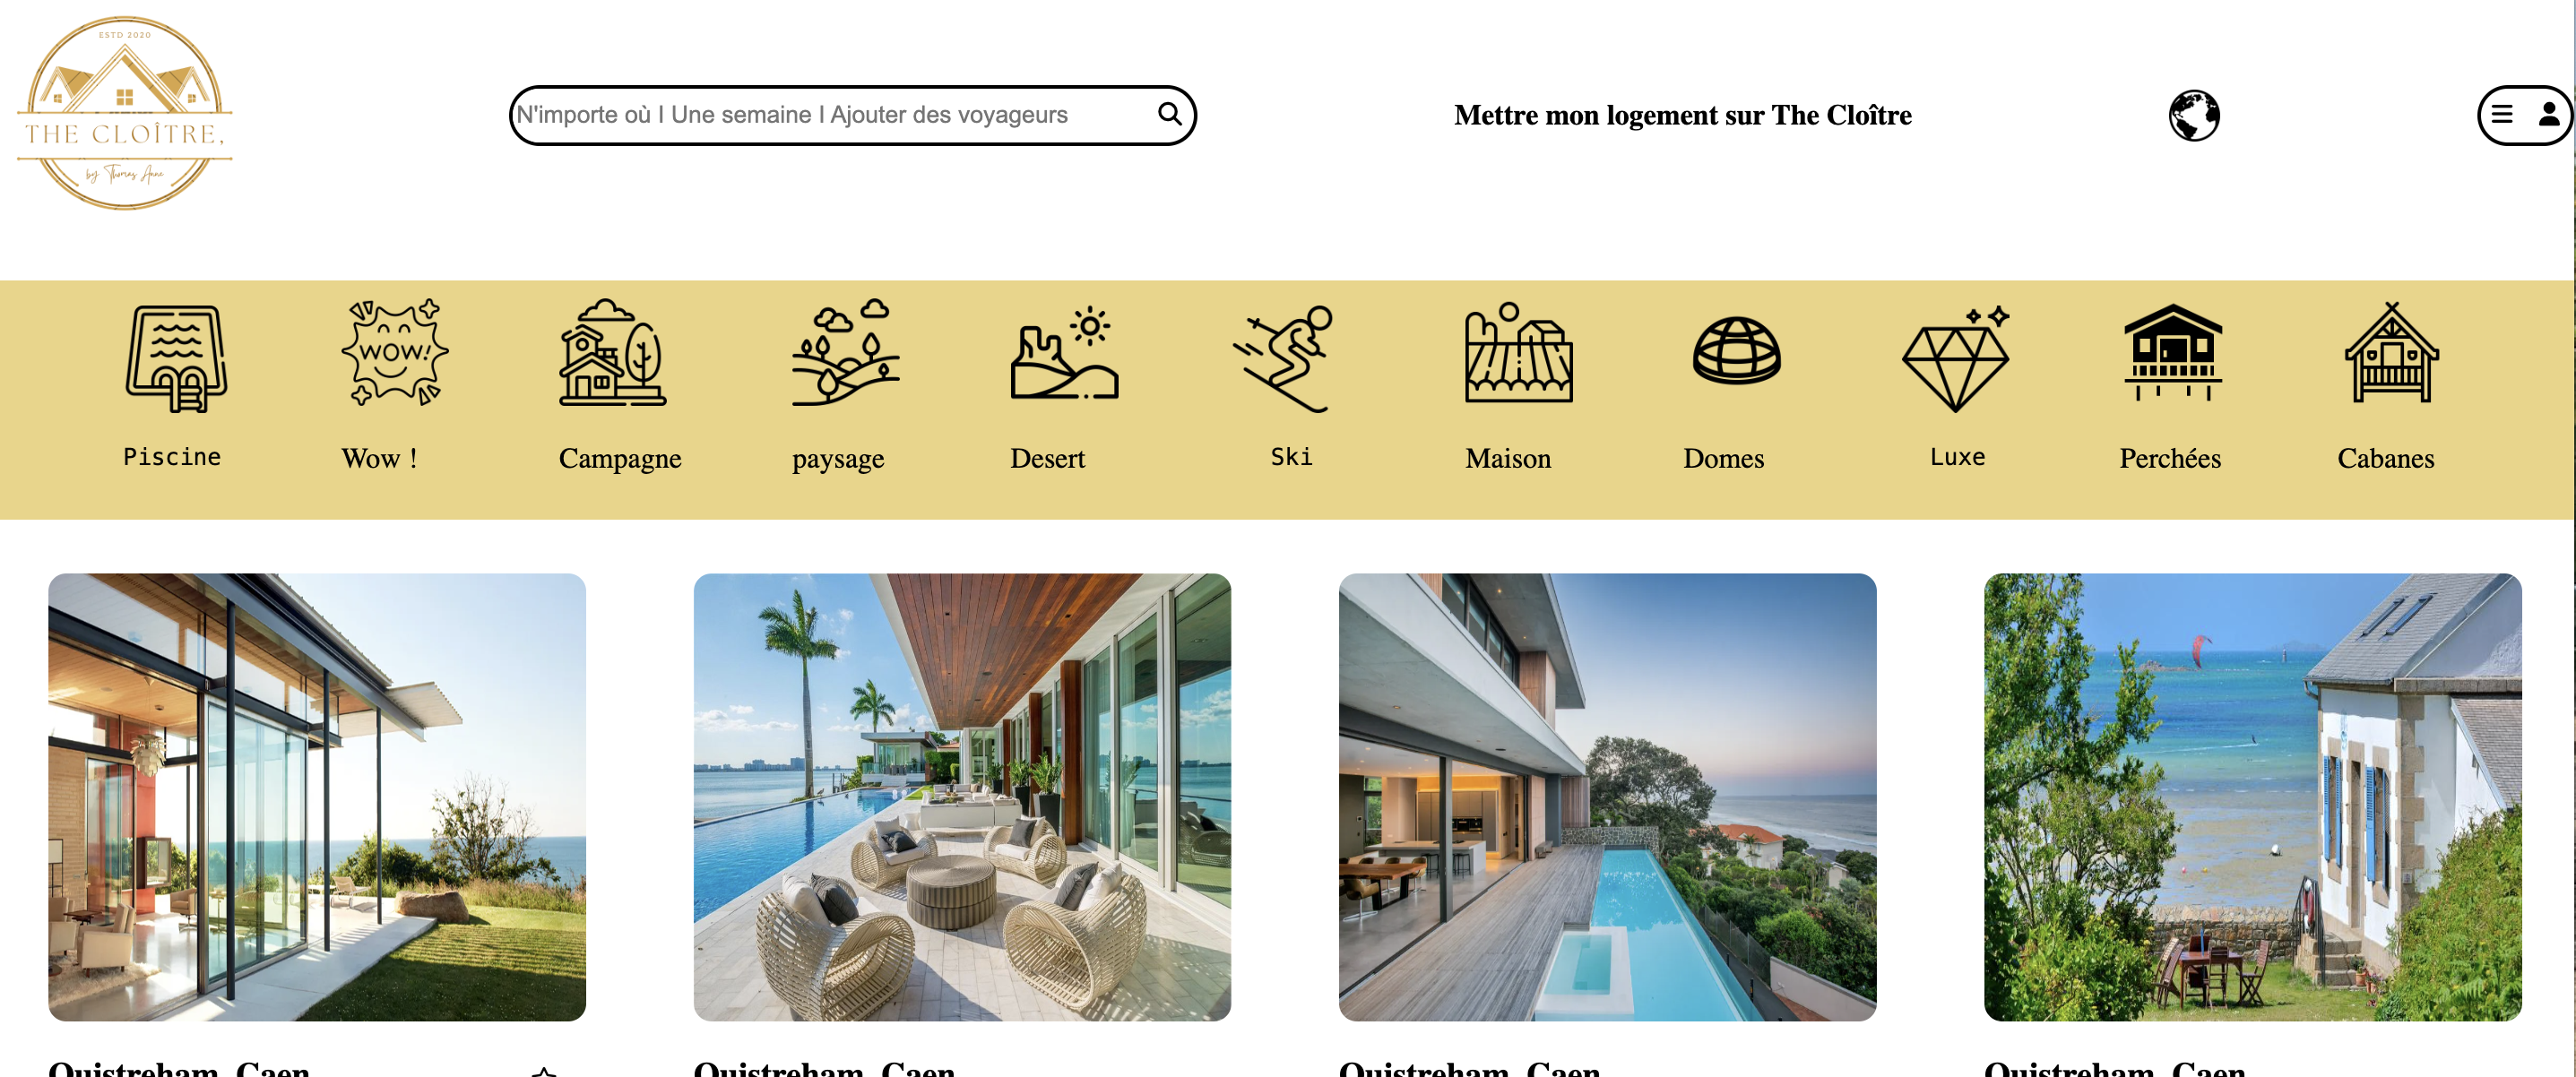 ESTD 2020
THE CLOÎTRE,
by Thomas Anne
N'importe où I Une semaine I Ajouter des voyageurs
Mettre mon logement sur The Cloître
WOW!
Piscine
Wow !
Campagne
paysage
Desert
Ski
Maison
Domes
Luxe
Perchées
Cabanes
Ouistreham, Caen
Ouistreham, Caen
Ouistreham, Caen
Ouistreham, Caen